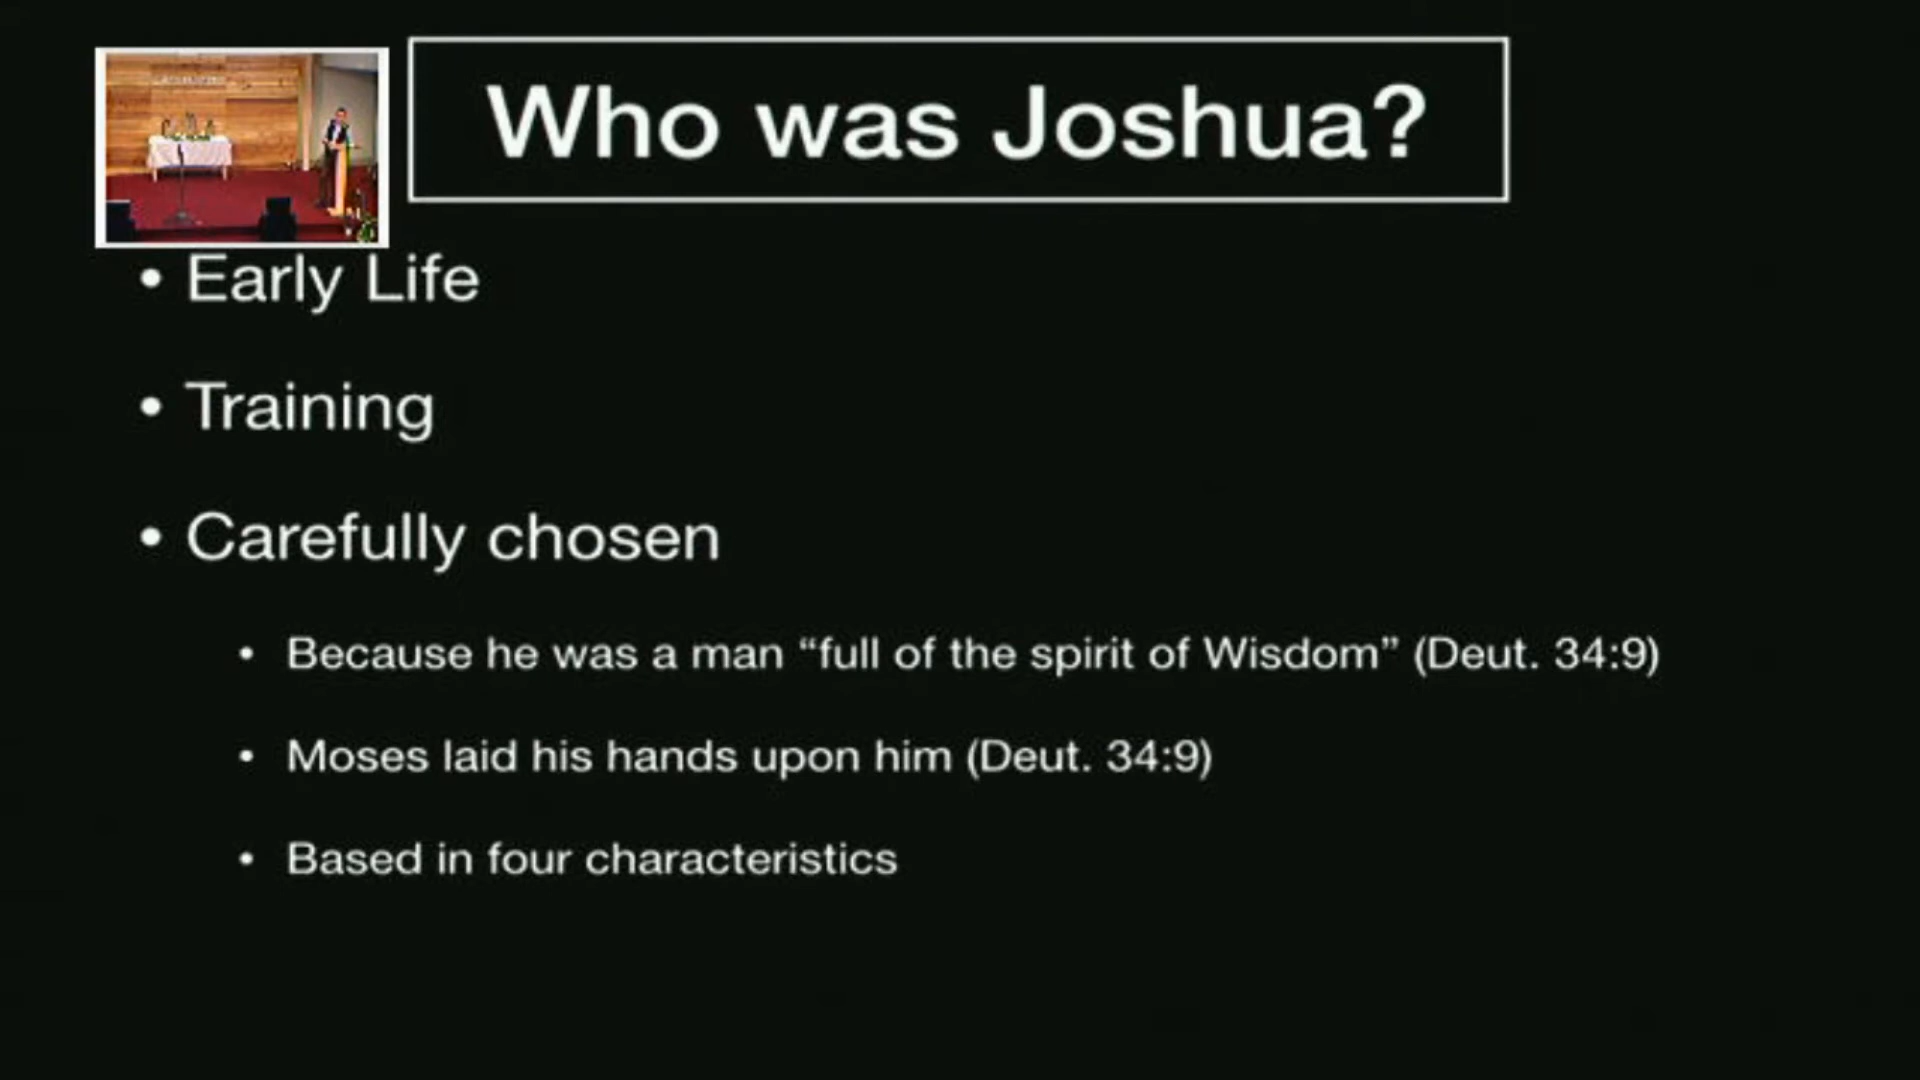 Who was Joshua?
• Early Life
• Training
• Carefully chosen
• Because he was a man “full of the spirit of Wisdom” (Deut. 34:9)
• Moses laid his hands upon him (Deut. 34:9)
• Based in four characteristics